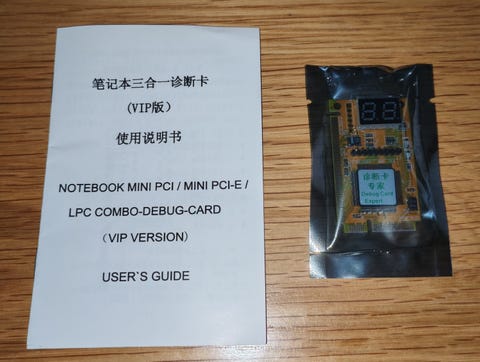 笔记本三合一诊断卡
(VIP版)
使用说明书
NOTEBOOK MINI PCI / MINI PCI-E /
LPC COMBO-DEBUG-CARD
(VIP VERSION)
USER`S GUIDE
诊断卡
专家
Debug Card
Expert